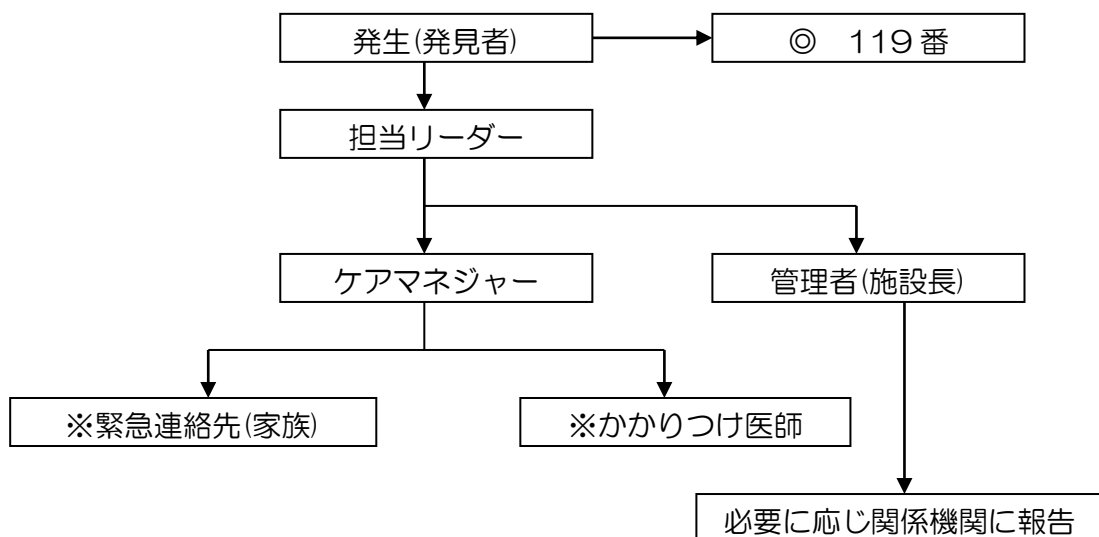 発生(発見者)
◎　119番
担当リーダー
ケアマネジャー
管理者(施設長)
※緊急連絡先(家族)
※かかりつけ医師
必要に応じ関係機関に報告